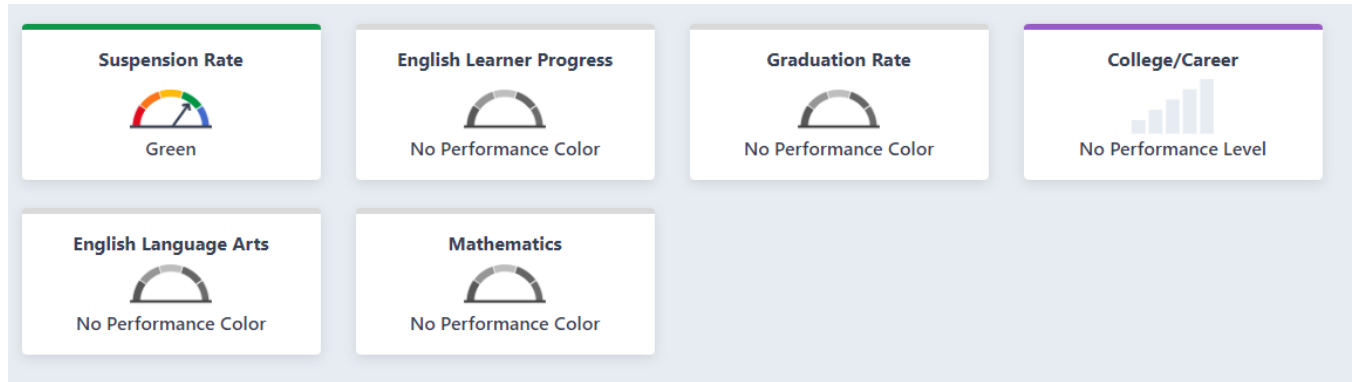 Suspension Rate
Green
English Learner Progress
No Performance Color
Graduation Rate
No Performance Color
College/Career
No Performance Level
English Language Arts
No Performance Color
Mathematics
No Performance Color